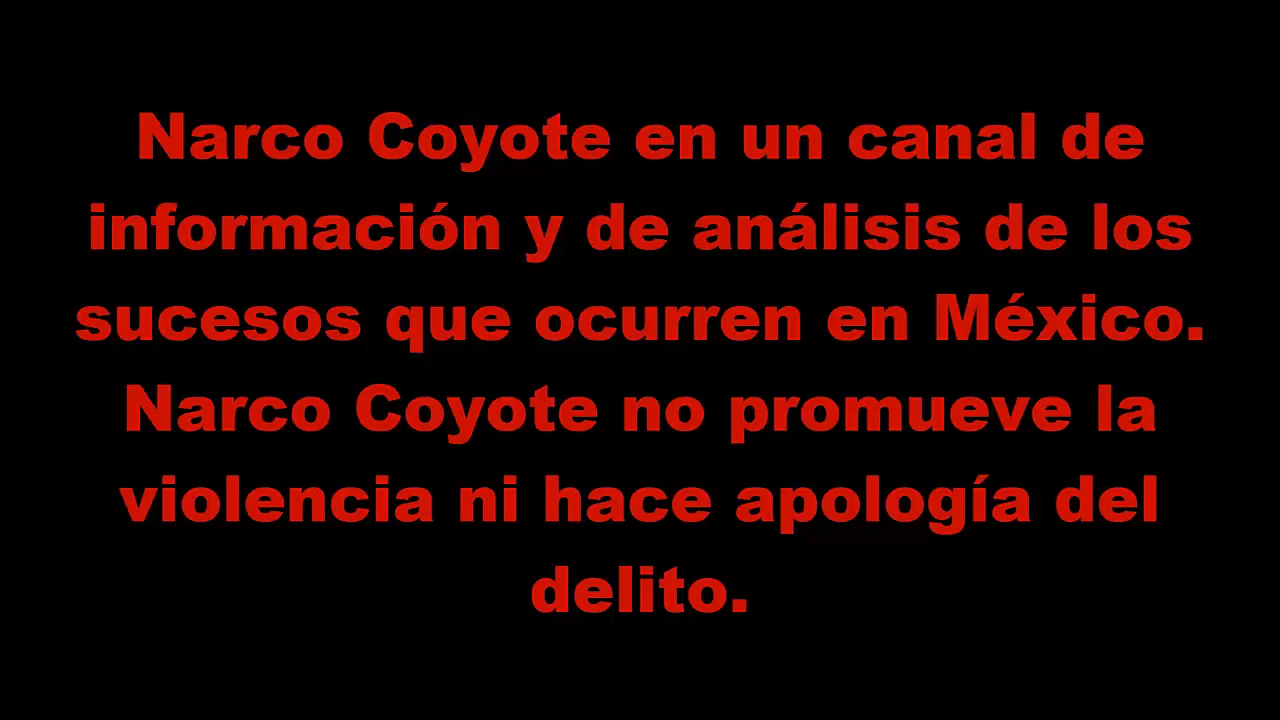 Narco Coyote en un canal de
información y de análisis de los
sucesos que ocurren en México.
Narco Coyote no promueve la
violencia ni hace apología del
delito.